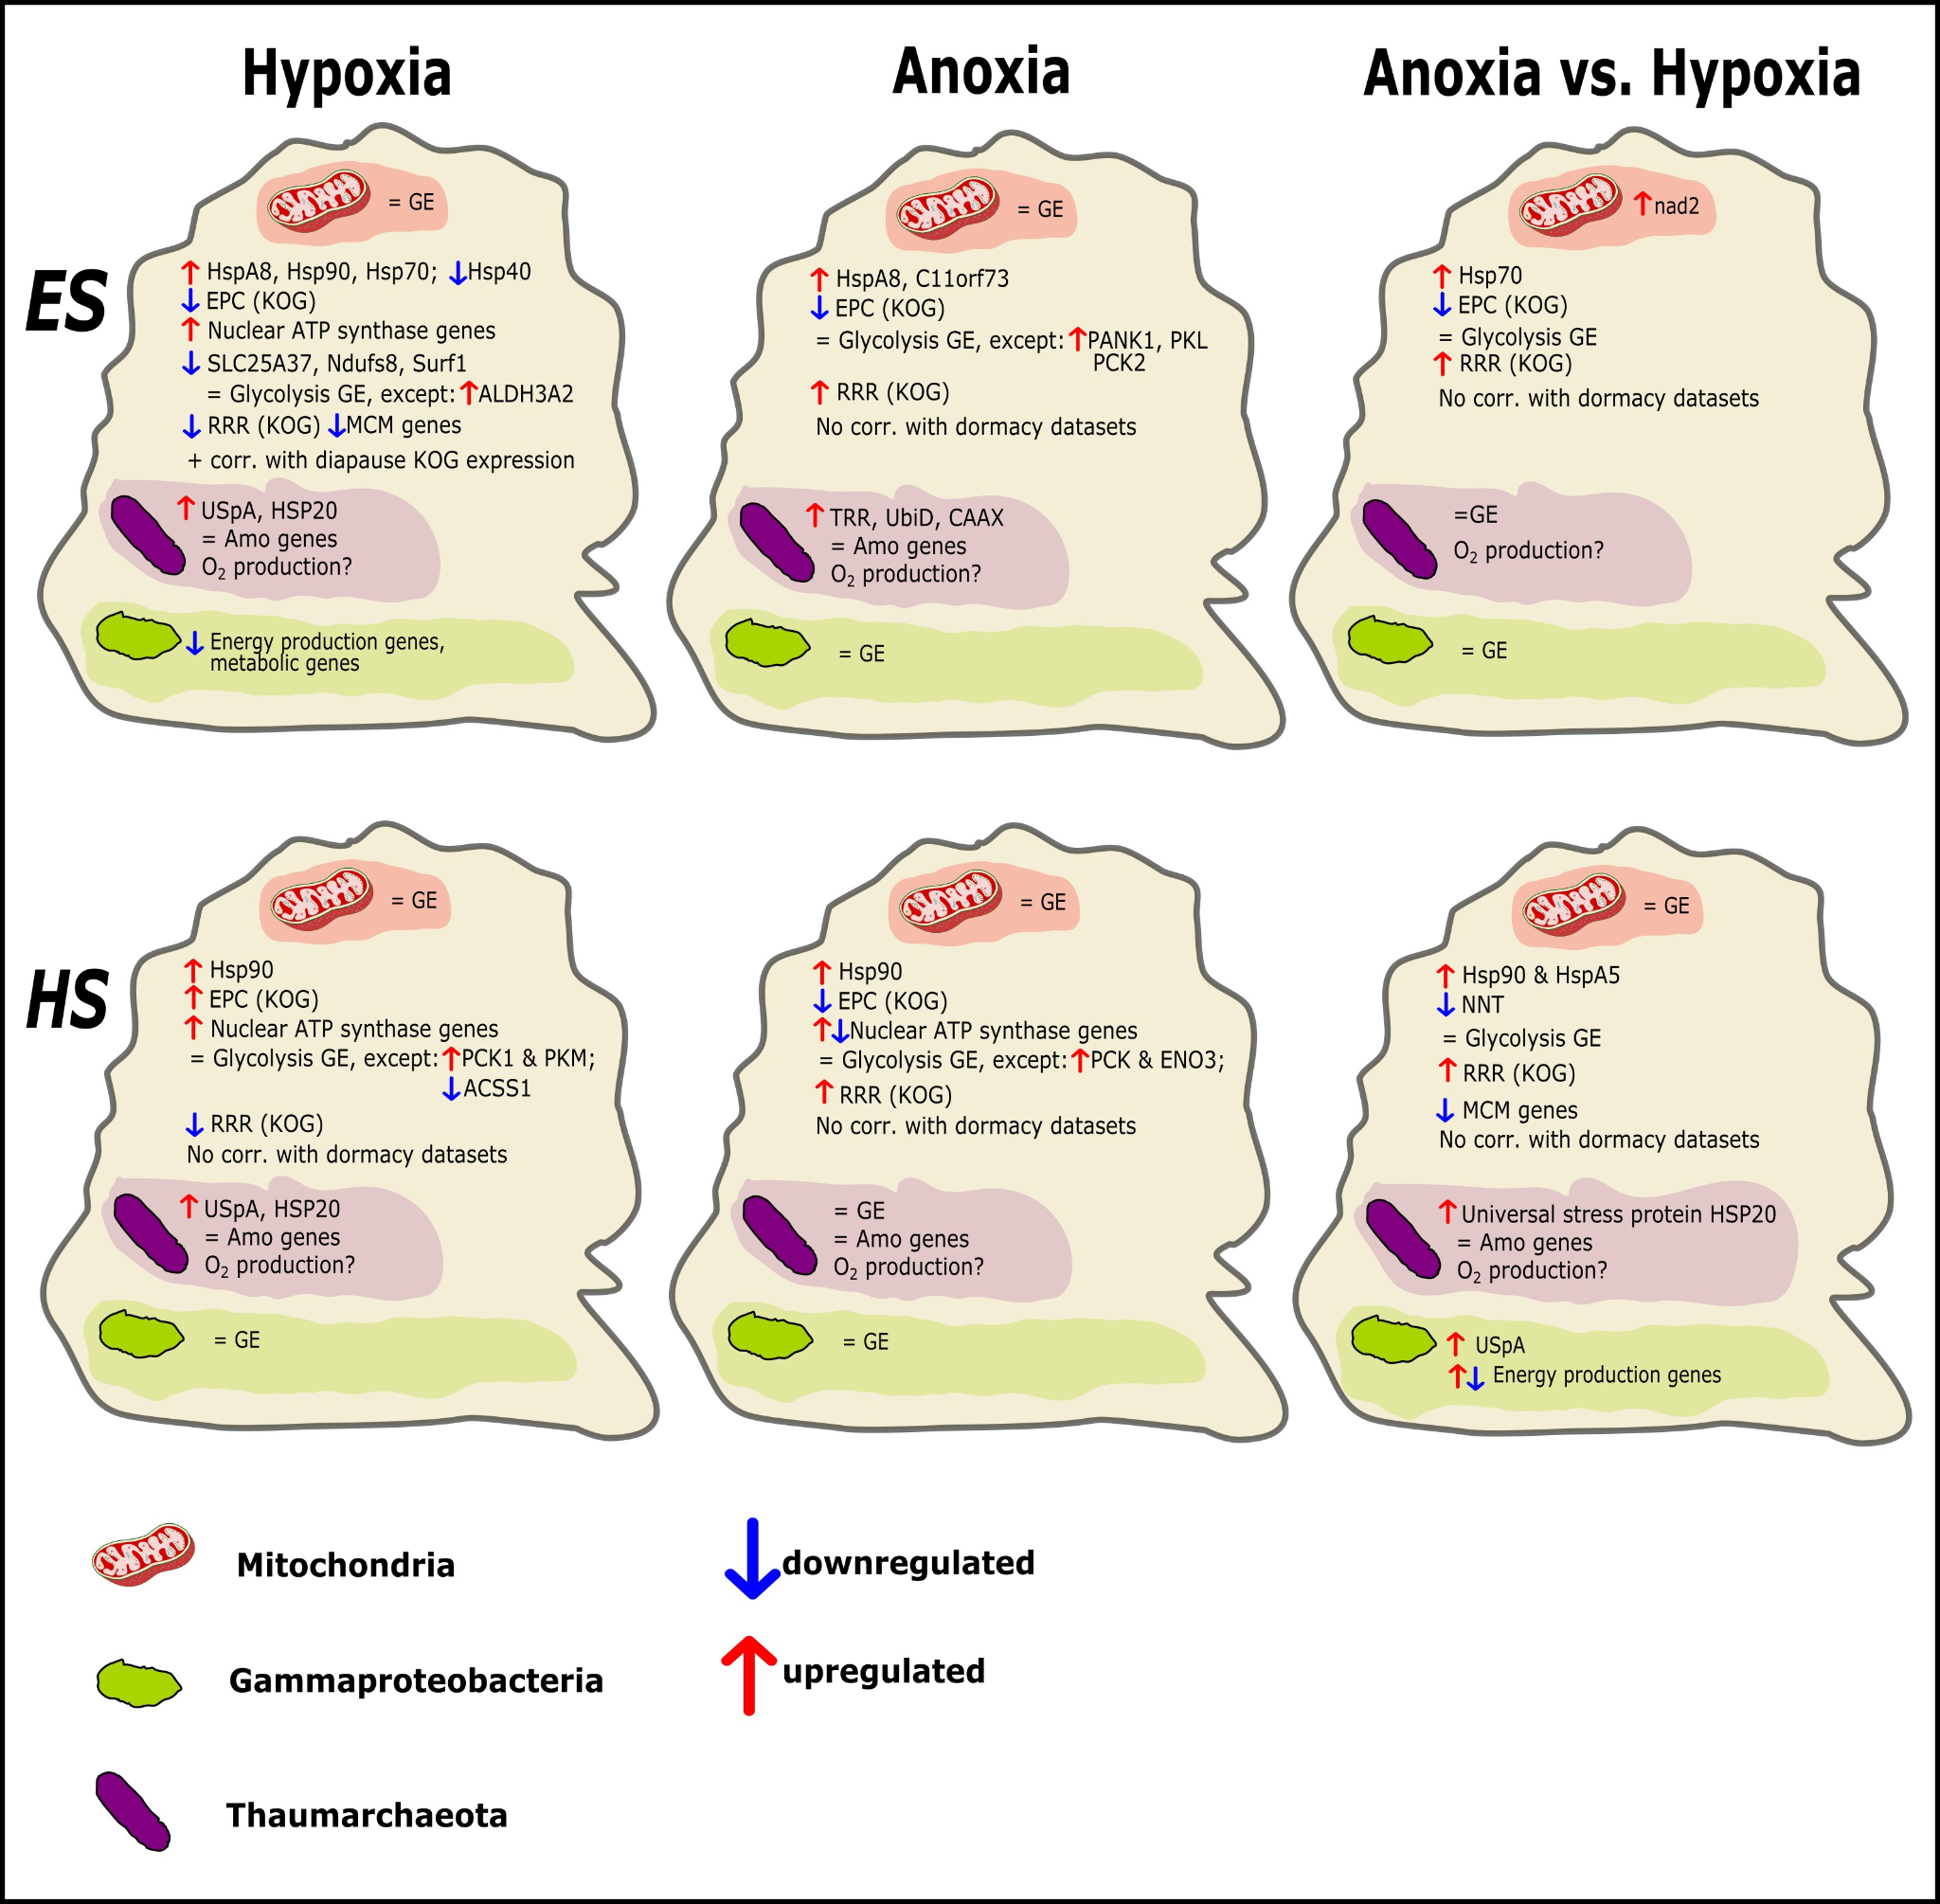 Hypoxia
Anoxia
Anoxia vs. Hypoxia
ES
= GE
↑ HspA8, Hsp90, Hsp70; ↓Hsp40
↓ EPC (KOG)
↑ Nuclear ATP synthase genes
↓ SLC25A37, Ndufs8, Surf1
= Glycolysis GE, except: ↑ALDH3A2
↓ RRR (KOG) ↓MCM genes
+ corr. with diapause KOG expression
↑ USpA, HSP20
= Amo genes
O₂ production?
↓ Energy production genes,
metabolic genes
= GE
↑ HspA8, C11orf73
↓ EPC (KOG)
= Glycolysis GE, except: ↑PANK1, PKL
PCK2
↑ RRR (KOG)
No corr. with dormacy datasets
↑ TRR, UbiD, CAAX
= Amo genes
O₂ production?
= GE
↑nad2
↑ Hsp70
↓ EPC (KOG)
= Glycolysis GE
↑ RRR (KOG)
No corr. with dormacy datasets
=GE
O₂ production?
= GE
HS
= GE
↑ Hsp90
↑ EPC (KOG)
↑ Nuclear ATP synthase genes
= Glycolysis GE, except: ↑PCK1 & PKM;
↓ACSS1
↓ RRR (KOG)
No corr. with dormacy datasets
↑ USpA, HSP20
= Amo genes
O₂ production?
= GE
= GE
↑ Hsp90
↓ EPC (KOG)
↑↓Nuclear ATP synthase genes
= Glycolysis GE, except: ↑PCK & ENO3;
↑ RRR (KOG)
No corr. with dormacy datasets
= GE
= Amo genes
O₂ production?
= GE
= GE
↑ Hsp90 & HspA5
↓ NNT
= Glycolysis GE
↑ RRR (KOG)
↓ MCM genes
No corr. with dormacy datasets
↑ Universal stress protein HSP20
= Amo genes
O₂ production?
↑ USpA
↑↓ Energy production genes
Mitochondria
↓ downregulated
Gammaproteobacteria
↑ upregulated
Thaumarchaeota